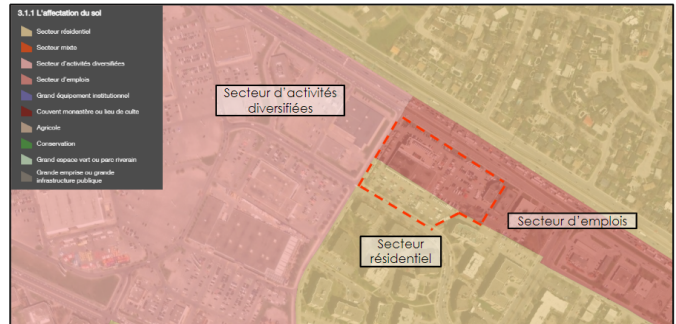 3.1.1 L'affectation du sol
Secteur résidentiel
Secteur mixte
Secteur d'activités diversifiées
Secteur d'emplois
Grand équipement institutionnel
Couvent monastère ou lieu de culte
Agricole
Conservation
Grand espace vert ou parc riverain
Grande emprise ou grande
infrastructure publique
Secteur d'activités
diversifiées
Secteur d'emplois
Secteur
résidentiel